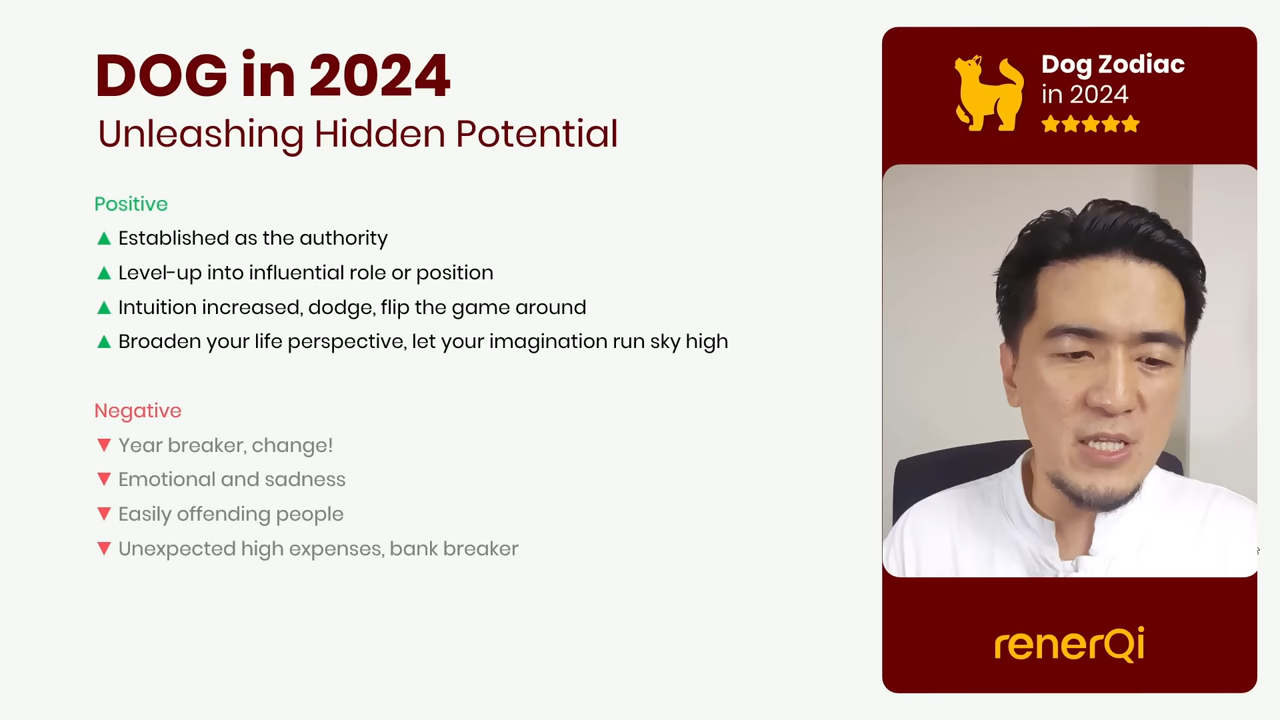 DOG in 2024
Unleashing Hidden Potential
Positive
▲ Established as the authority
▲ Level-up into influential role or position
▲ Intuition increased, dodge, flip the game around
▲ Broaden your life perspective, let your imagination run sky high
Negative
▼ Year breaker, change!
▼ Emotional and sadness
▼ Easily offending people
▼ Unexpected high expenses, bank breaker
Dog Zodiac
in 2024
★★★★★
renerQi